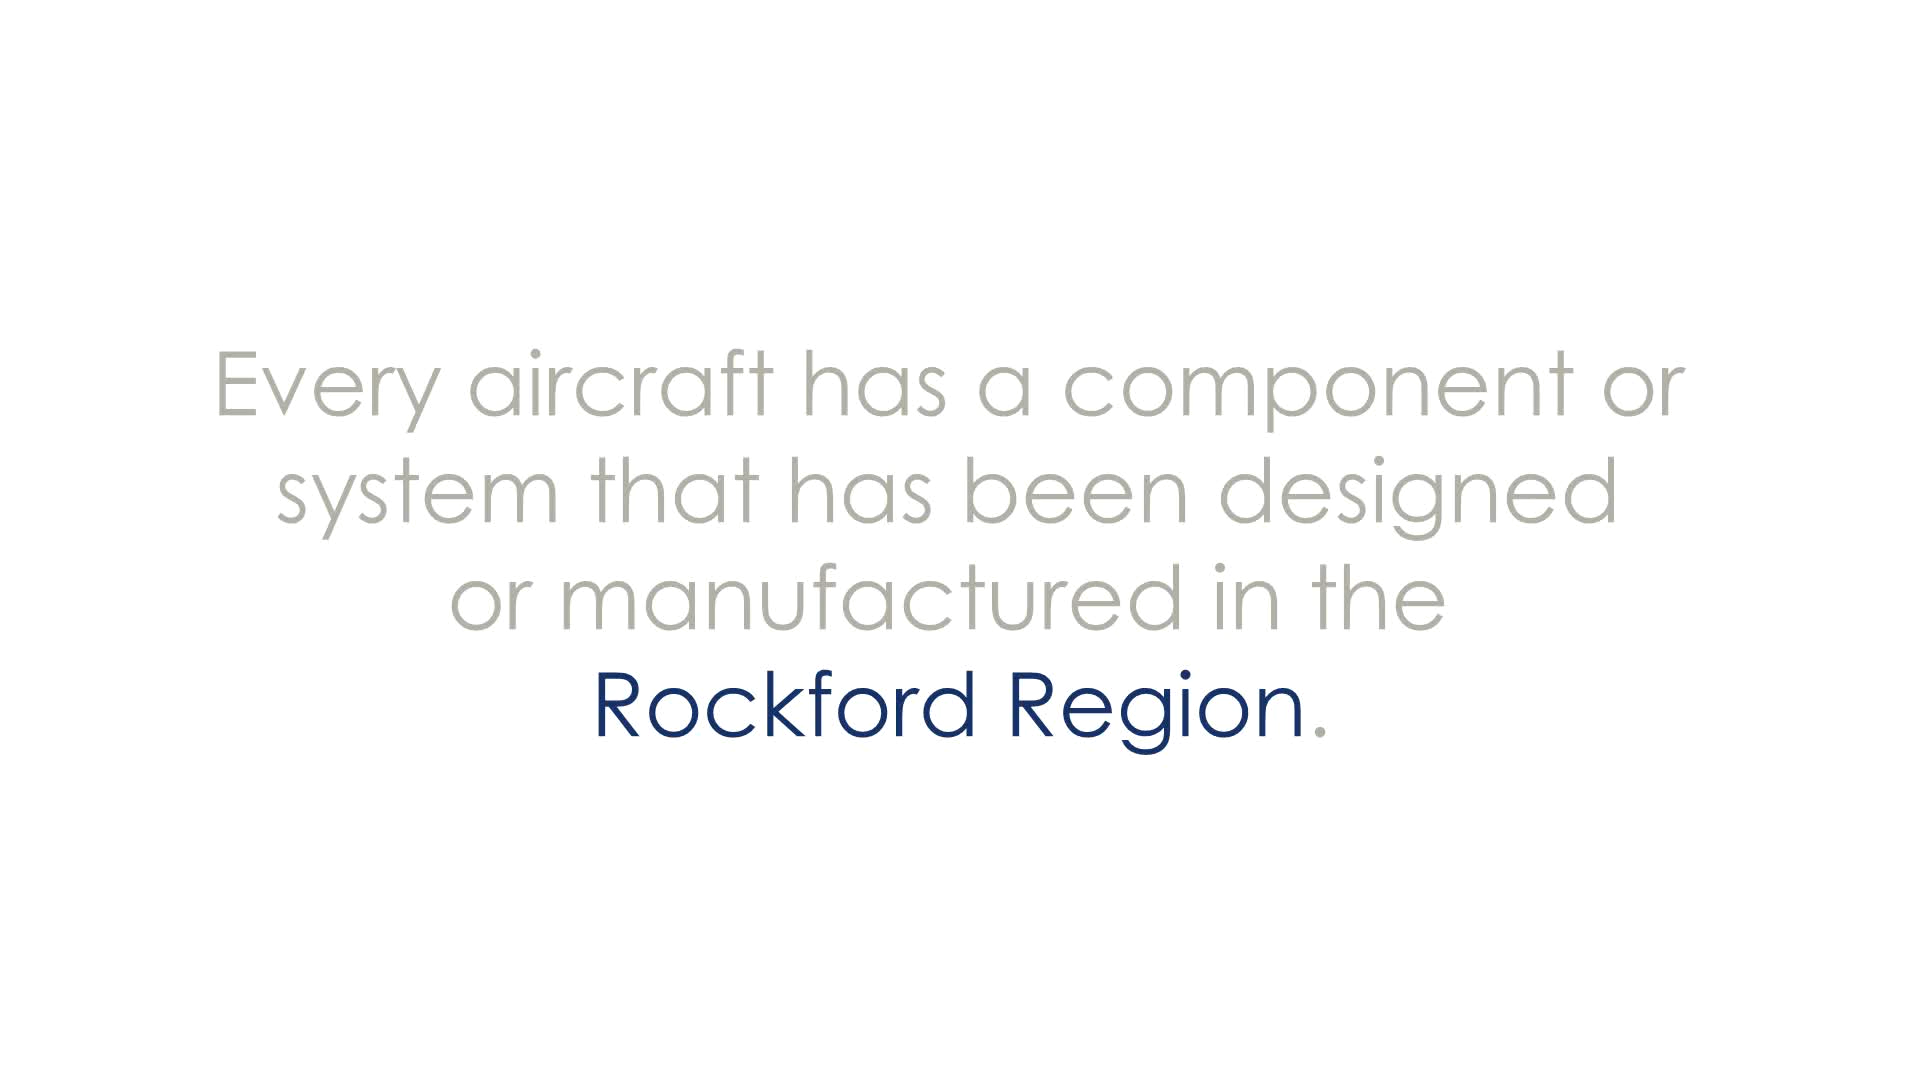 Every aircraft has a component or
system that has been designed
or manufactured in the
Rockford Region.